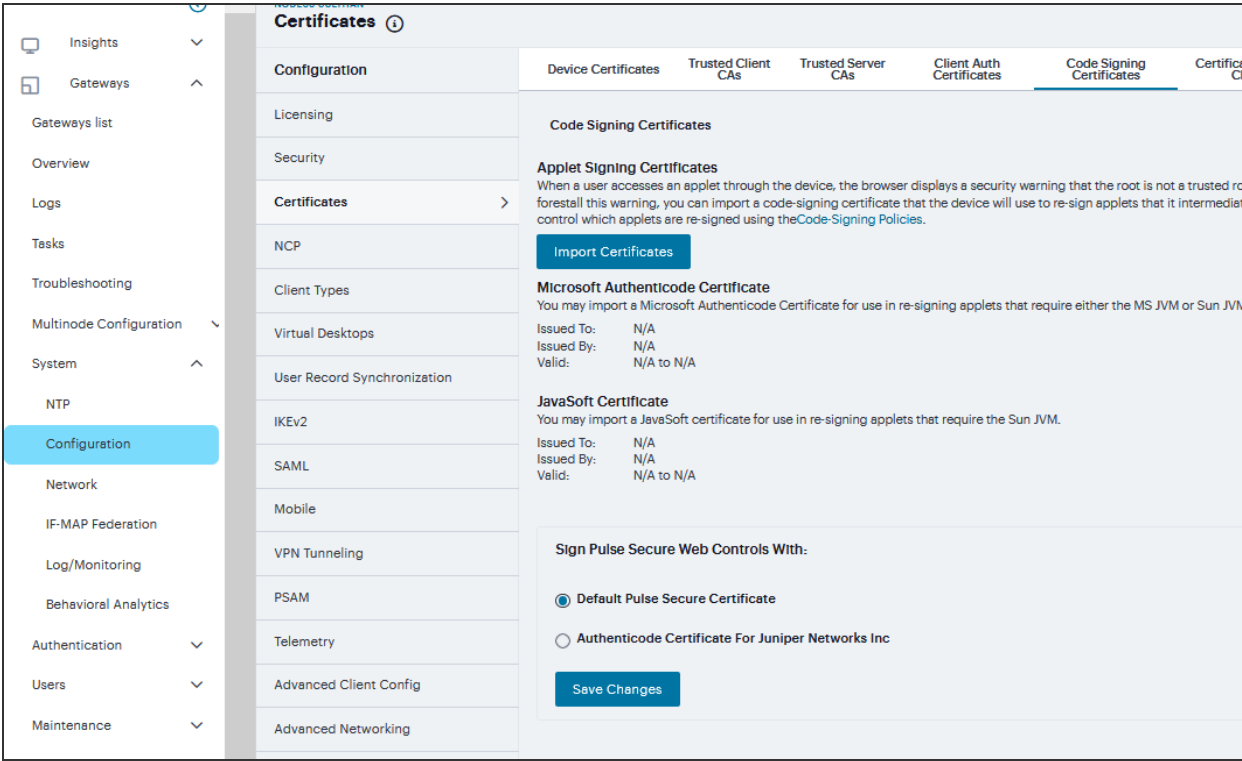 Certificates
Insights
Gateways
Gateways list
Overview
Logs
Tasks
Troubleshooting
Multinode Configuration
System
NTP
Configuration
Network
IF-MAP Federation
Log/Monitoring
Behavioral Analytics
Authentication
Users
Maintenance
Configuration
Licensing
Security
Certificates
NCP
Client Types
Virtual Desktops
User Record Synchronization
IKEv2
SAML
Mobile
VPN Tunneling
PSAM
Telemetry
Advanced Client Config
Advanced Networking
Device Certificates
Trusted Client
CAs
Trusted Server
CAs
Client Auth
Certificates
Code Signing
Certificates
Certifica
Code Signing Certificates
Applet Signing Certificates
When a user accesses an applet through the device, the browser displays a security warning that the root is not a trusted ro
forestall this warning, you can import a code-signing certificate that the device will use to re-sign applets that it intermediat
control which applets are re-signed using theCode-Signing Policies.
Import Certificates
Microsoft Authenticode Certificate
You may import a Microsoft Authenticode Certificate for use in re-signing applets that require either the MS JVM or Sun JVM
Issued To: N/A
Issued By: N/A
Valid: N/A to N/A
JavaSoft Certificate
You may import a JavaSoft certificate for use in re-signing applets that require the Sun JVM.
Issued To: N/A
Issued By: N/A
Valid: N/A to N/A
Sign Pulse Secure Web Controls With:
Default Pulse Secure Certificate
Authenticode Certificate For Juniper Networks Inc
Save Changes